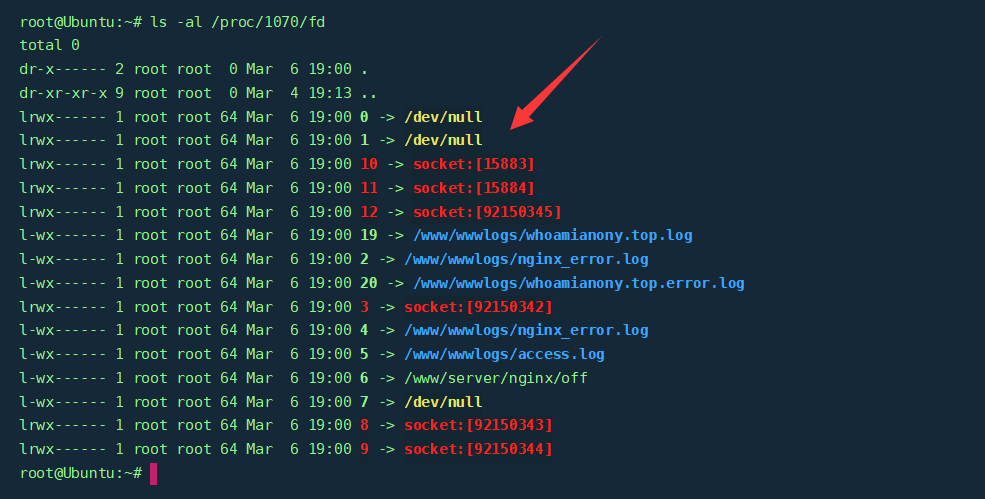 root@Ubuntu:~# ls -al /proc/1070/fd
total 0
dr-x------ 2 root root  0 Mar  6 19:00 .
dr-xr-xr-x 9 root root  0 Mar  4 19:13 ..
lrwx------ 1 root root 64 Mar  6 19:00 0 -> /dev/null
lrwx------ 1 root root 64 Mar  6 19:00 1 -> /dev/null
lrwx------ 1 root root 64 Mar  6 19:00 10 -> socket:[15883]
lrwx------ 1 root root 64 Mar  6 19:00 11 -> socket:[15884]
lrwx------ 1 root root 64 Mar  6 19:00 12 -> socket:[92150345]
l-wx------ 1 root root 64 Mar  6 19:00 19 -> /www/wwwlogs/whoamianony.top.log
l-wx------ 1 root root 64 Mar  6 19:00 2 -> /www/wwwlogs/nginx_error.log
l-wx------ 1 root root 64 Mar  6 19:00 20 -> /www/wwwlogs/whoamianony.top.error.log
lrwx------ 1 root root 64 Mar  6 19:00 3 -> socket:[92150342]
l-wx------ 1 root root 64 Mar  6 19:00 4 -> /www/wwwlogs/nginx_error.log
l-wx------ 1 root root 64 Mar  6 19:00 5 -> /www/wwwlogs/access.log
l-wx------ 1 root root 64 Mar  6 19:00 6 -> /www/server/nginx/off
l-wx------ 1 root root 64 Mar  6 19:00 7 -> /dev/null
lrwx------ 1 root root 64 Mar  6 19:00 8 -> socket:[92150343]
lrwx------ 1 root root 64 Mar  6 19:00 9 -> socket:[92150344]
root@Ubuntu:~#